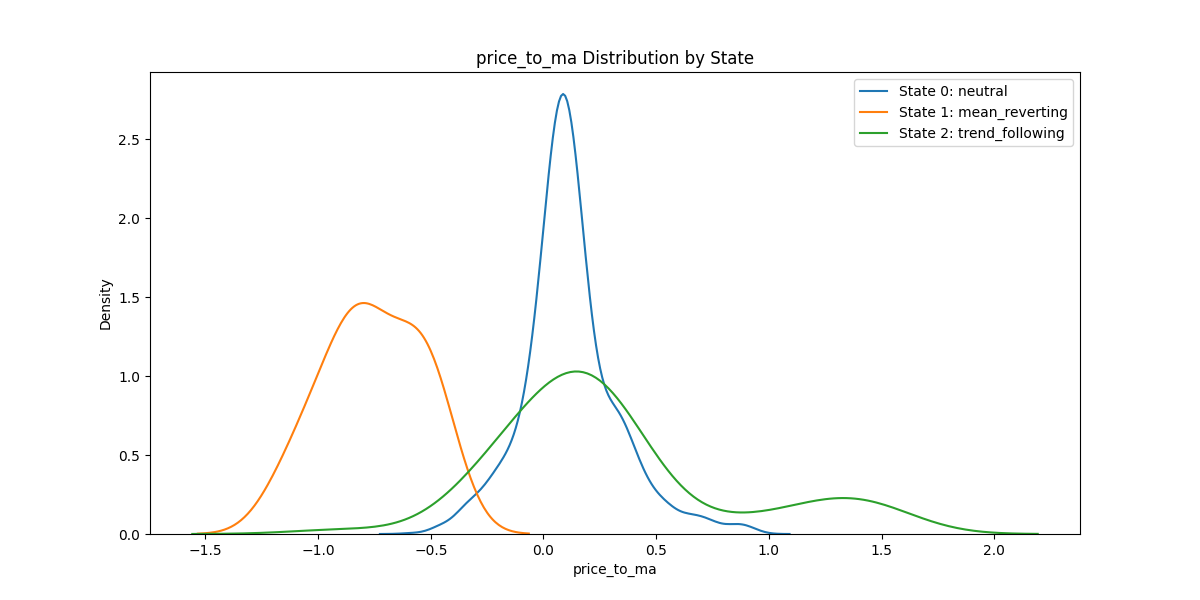 price_to_ma Distribution by State
State 0: neutral
State 1: mean_reverting
State 2: trend_following
Density
2.5
2.0
1.5
1.0
0.5
0.0
−1.5 −1.0 −0.5 0.0 0.5 1.0 1.5 2.0
price_to_ma